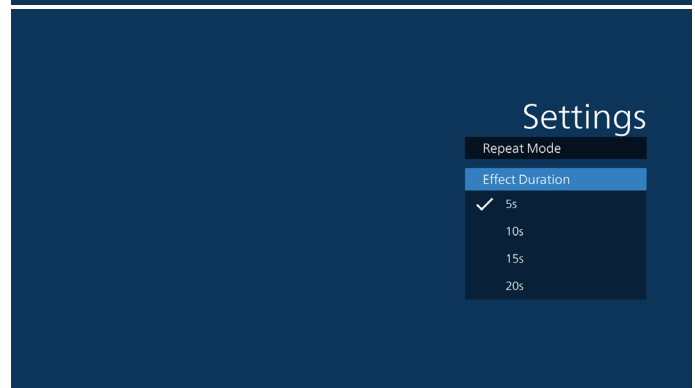 Settings
Repeat Mode
Effect Duration
5s
10s
15s
20s